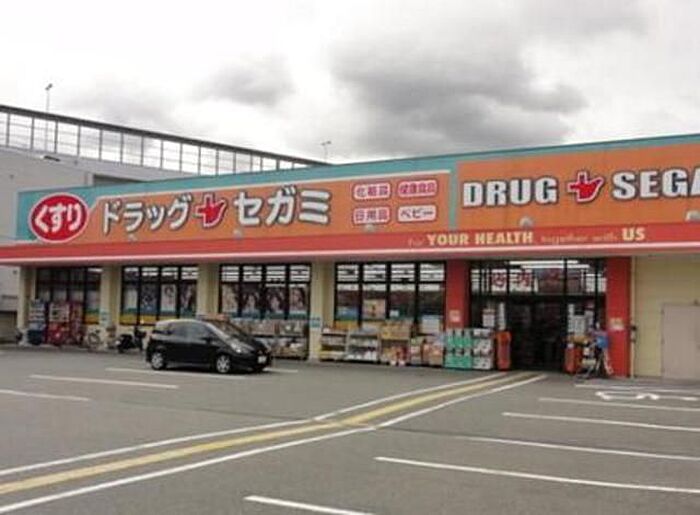 くすり
ドラッグ セガミ
化粧品 健康食品
日用品 ベビー
DRUG SEGA
for YOUR HEALTH together with US